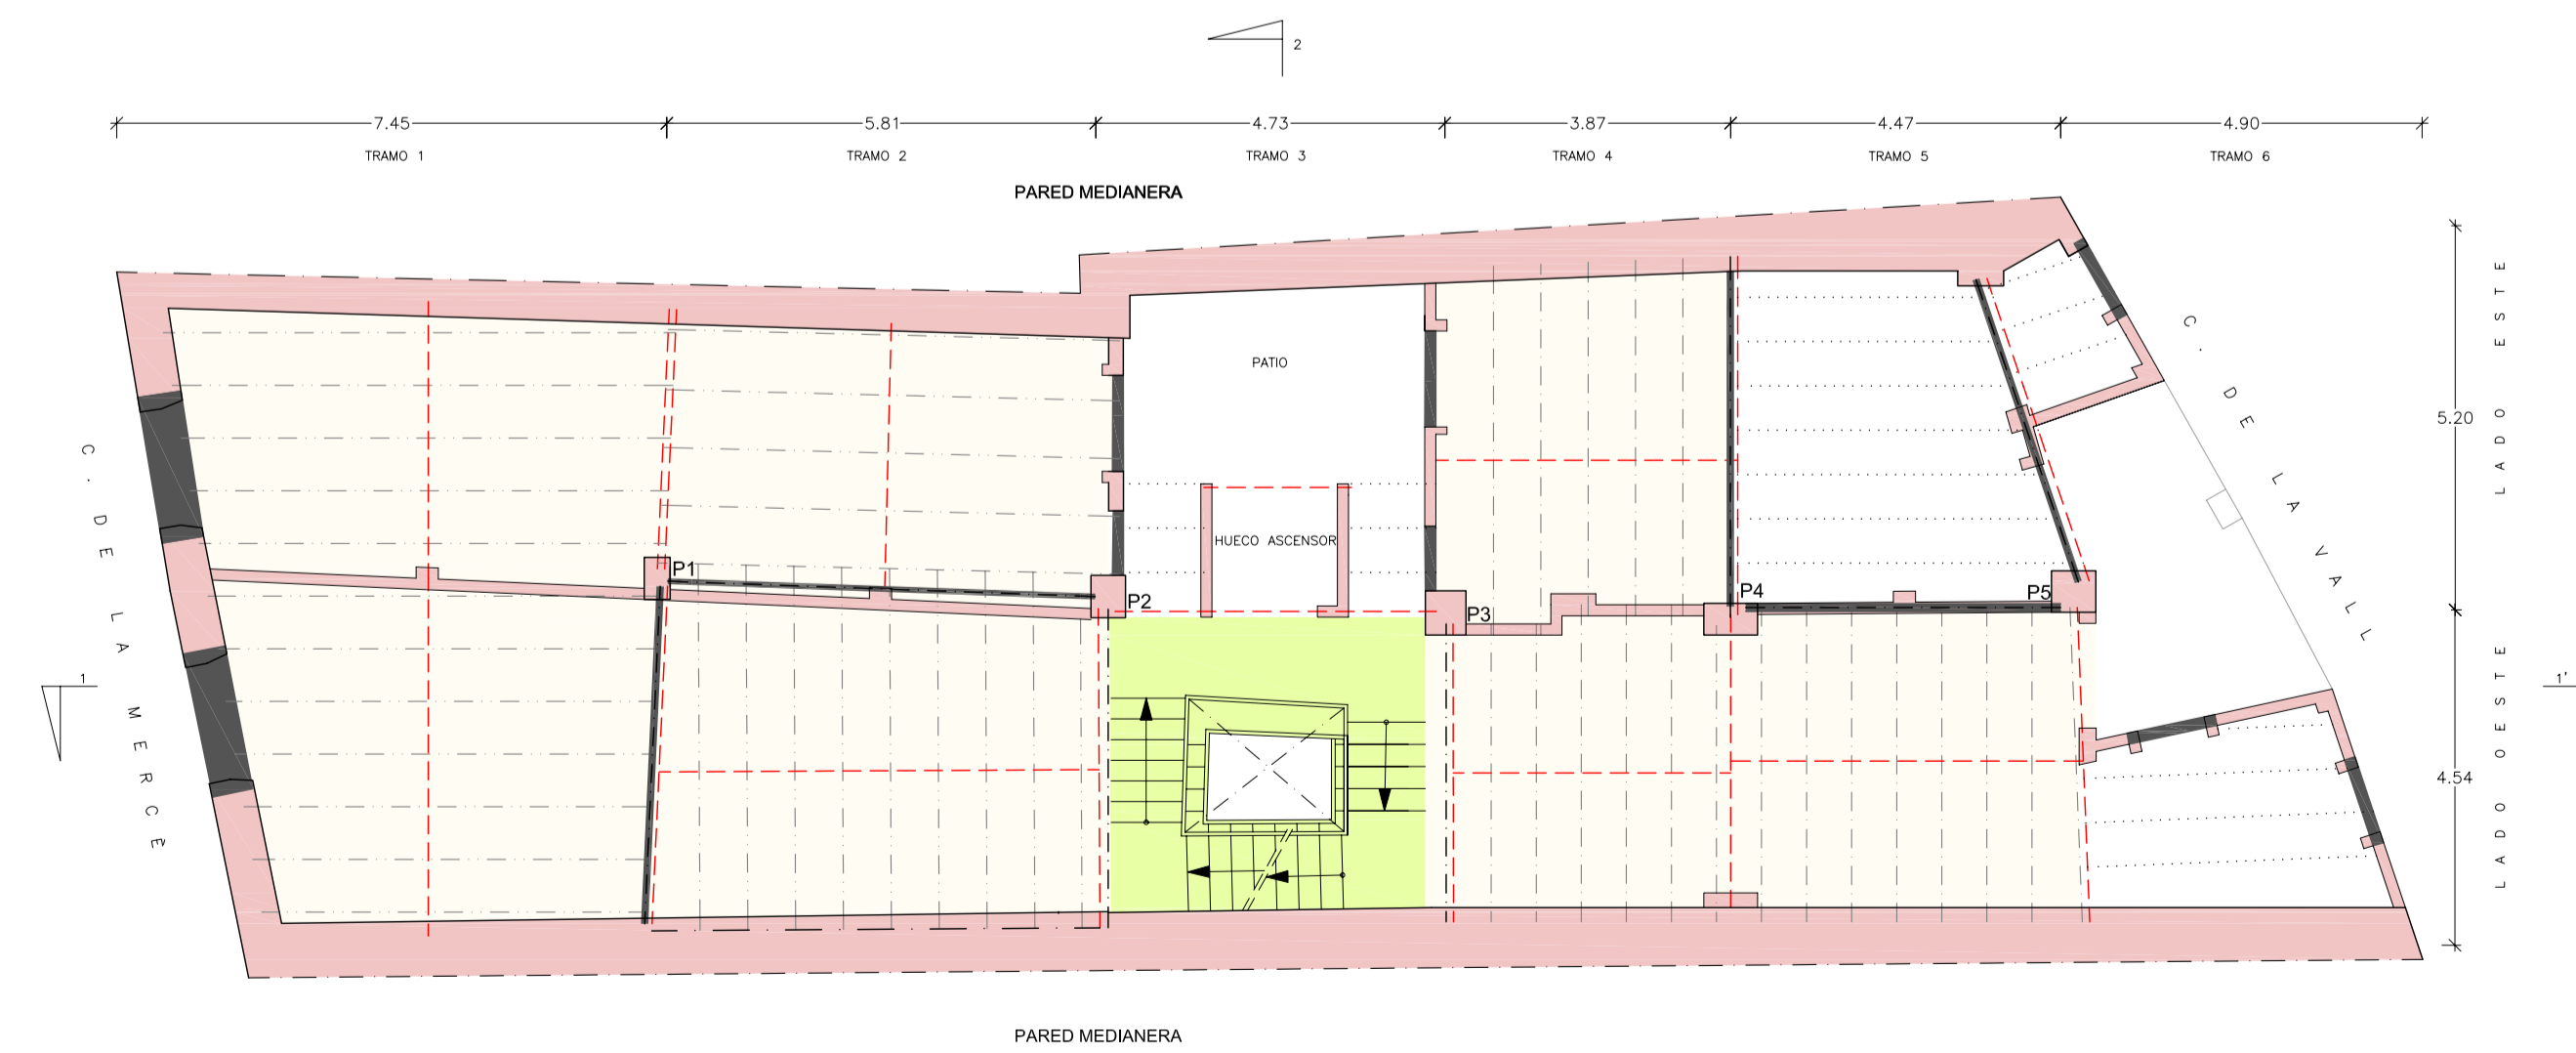 2
7.45
5.81
4.73
3.87
4.47
4.90
TRAMO 1
TRAMO 2
TRAMO 3
TRAMO 4
TRAMO 5
TRAMO 6
PARED MEDIANERA
C. DE LA MERCÈ
C. DE LA VALL
PATIO
HUECO ASCENSOR
P1
P2
P3
P4
P5
5.20
LADO ESTE
4.54
LADO OESTE
1
1'
PARED MEDIANERA